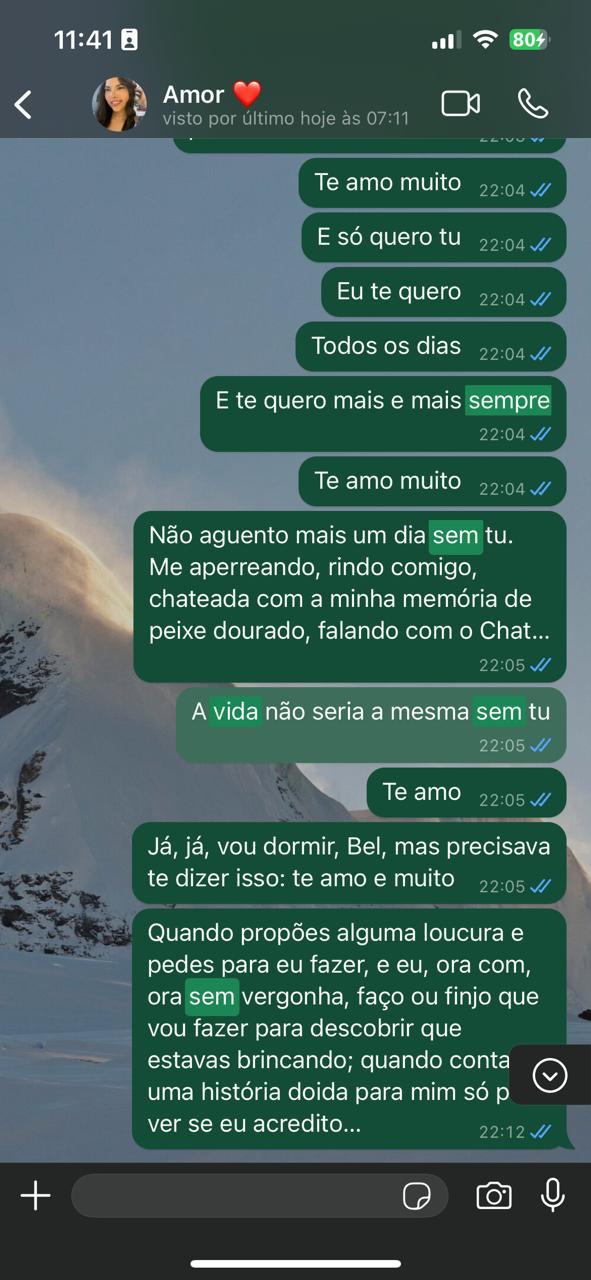 11:41
80
Amor ❤️
visto por último hoje às 07:11
Te amo muito 22:04
E só quero tu 22:04
Eu te quero 22:04
Todos os dias 22:04
E te quero mais e mais sempre
22:04
Te amo muito 22:04
Não aguento mais um dia sem tu.
Me aperreando, rindo comigo,
chateada com a minha memória de
peixe dourado, falando com o Chat...
22:05
A vida não seria a mesma sem tu
22:05
Te amo 22:05
Já, já, vou dormir, Bel, mas precisava
te dizer isso: te amo e muito 22:05
Quando propões alguma loucura e
pedes para eu fazer, e eu, ora com,
ora sem vergonha, faço ou finjo que
vou fazer para descobrir que
estavas brincando; quando conta
uma história doida para mim só p
ver se eu acredito...
22:12